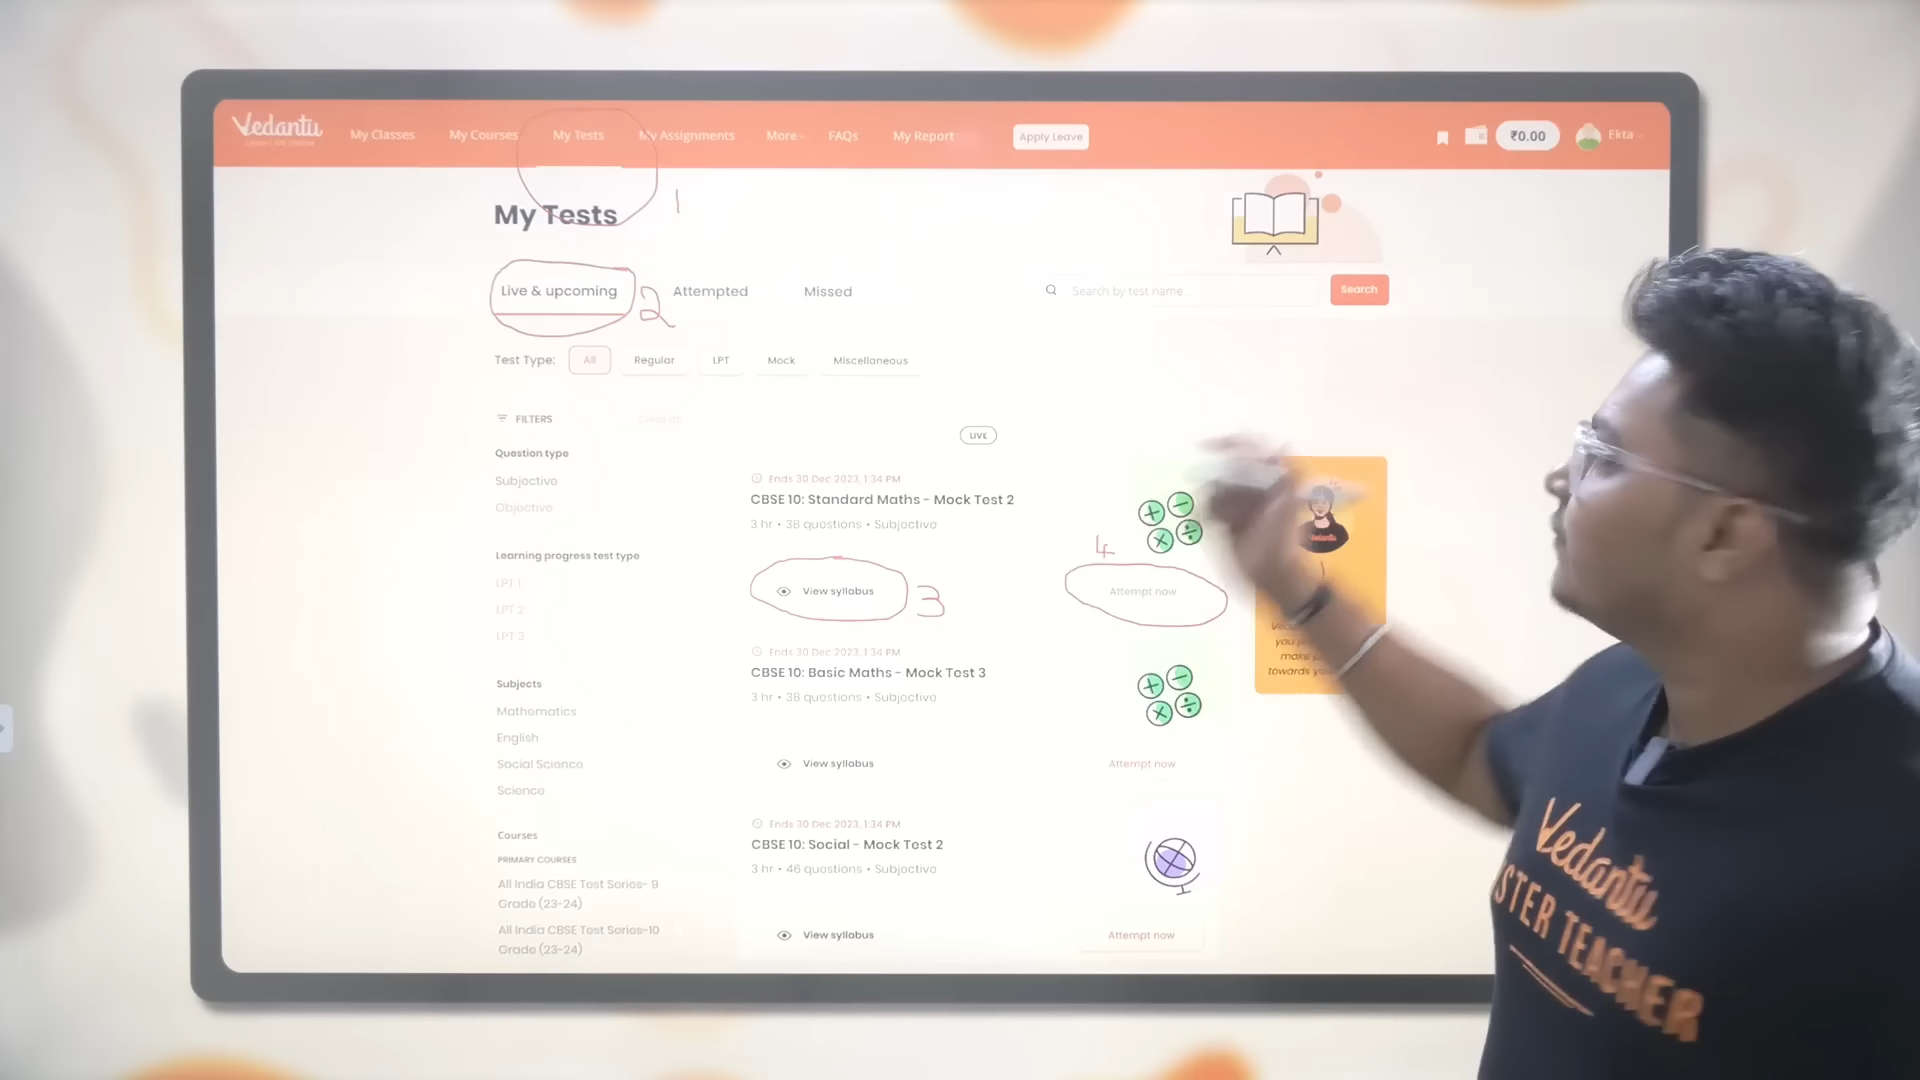 Vedantu
My Classes
My Courses
My Tests
My Assignments
More
FAQs
My Report
Apply Leave
₹0.00
Ekta
My Tests
1
Live & upcoming
2
Attempted
Missed
Search by test name...
Search
Test Type:
All
Regular
LPT
Mock
Miscellaneous
FILTERS
Clear all
Question type
Subjective
Objective
Learning progress test type
LPT 1
LPT 2
LPT 3
Subjects
Mathematics
English
Social Science
Science
Courses
PRIMARY COURSES
All India CBSE Test Series- 9
Grade (23-24)
All India CBSE Test Series-10
Grade (23-24)
LIVE
Ends 30 Dec 2023, 1:34 PM
CBSE 10: Standard Maths - Mock Test 2
3 hr • 38 questions • Subjective
View syllabus
3
4
Attempt now
Ends 30 Dec 2023, 1:34 PM
CBSE 10: Basic Maths - Mock Test 3
3 hr • 38 questions • Subjective
View syllabus
Attempt now
Ends 30 Dec 2023, 1:34 PM
CBSE 10: Social - Mock Test 2
3 hr • 46 questions • Subjective
View syllabus
Attempt now
you
make
towards
Vedantu
STER TEACHER